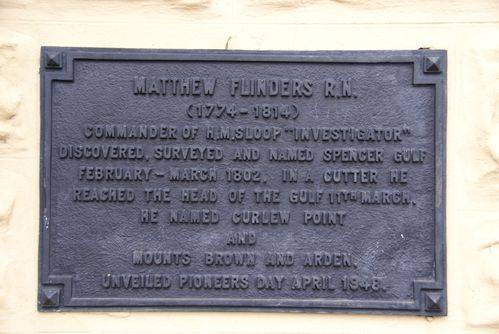 MATTHEW FLINDERS R.N.
(1774-1814)
COMMANDER OF H.M. SLOOP "INVESTIGATOR"
DISCOVERED, SURVEYED AND NAMED SPENCER GULF
FEBRUARY - MARCH 1802. IN A CUTTER HE
REACHED THE HEAD OF THE GULF 11TH MARCH.
HE NAMED CURLEW POINT
AND
MOUNTS BROWN AND ARDEN.
UNVEILED PIONEERS DAY APRIL 1948.